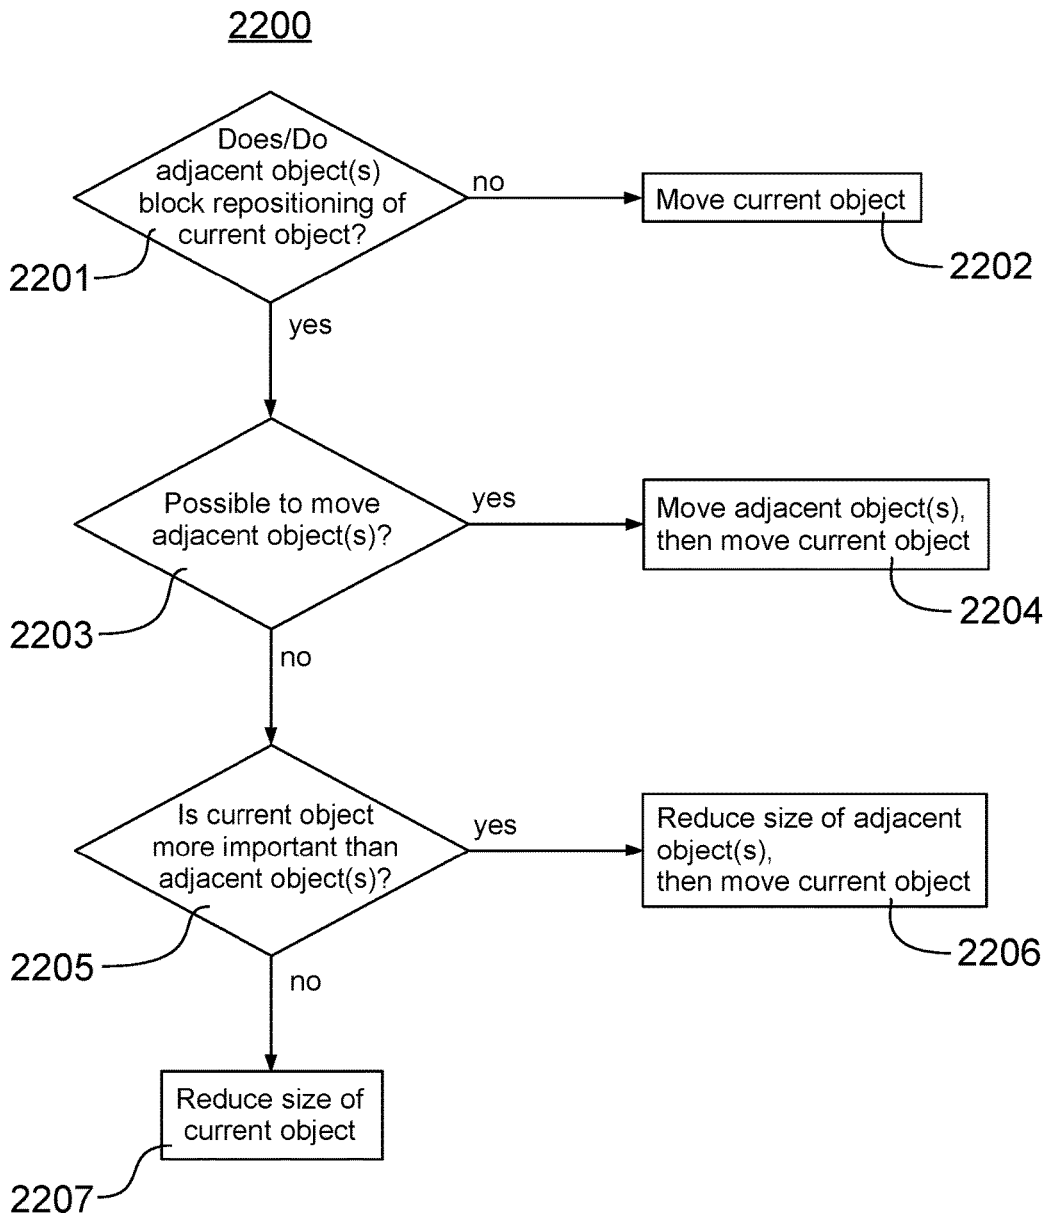 2200
Does/Do
adjacent object(s)
block repositioning of
current object?
no
Move current object
2201
2202
yes
Possible to move
adjacent object(s)?
yes
Move adjacent object(s),
then move current object
2203
2204
no
Is current object
more important than
adjacent object(s)?
yes
Reduce size of adjacent
object(s),
then move current object
2205
2206
no
Reduce size of
current object
2207